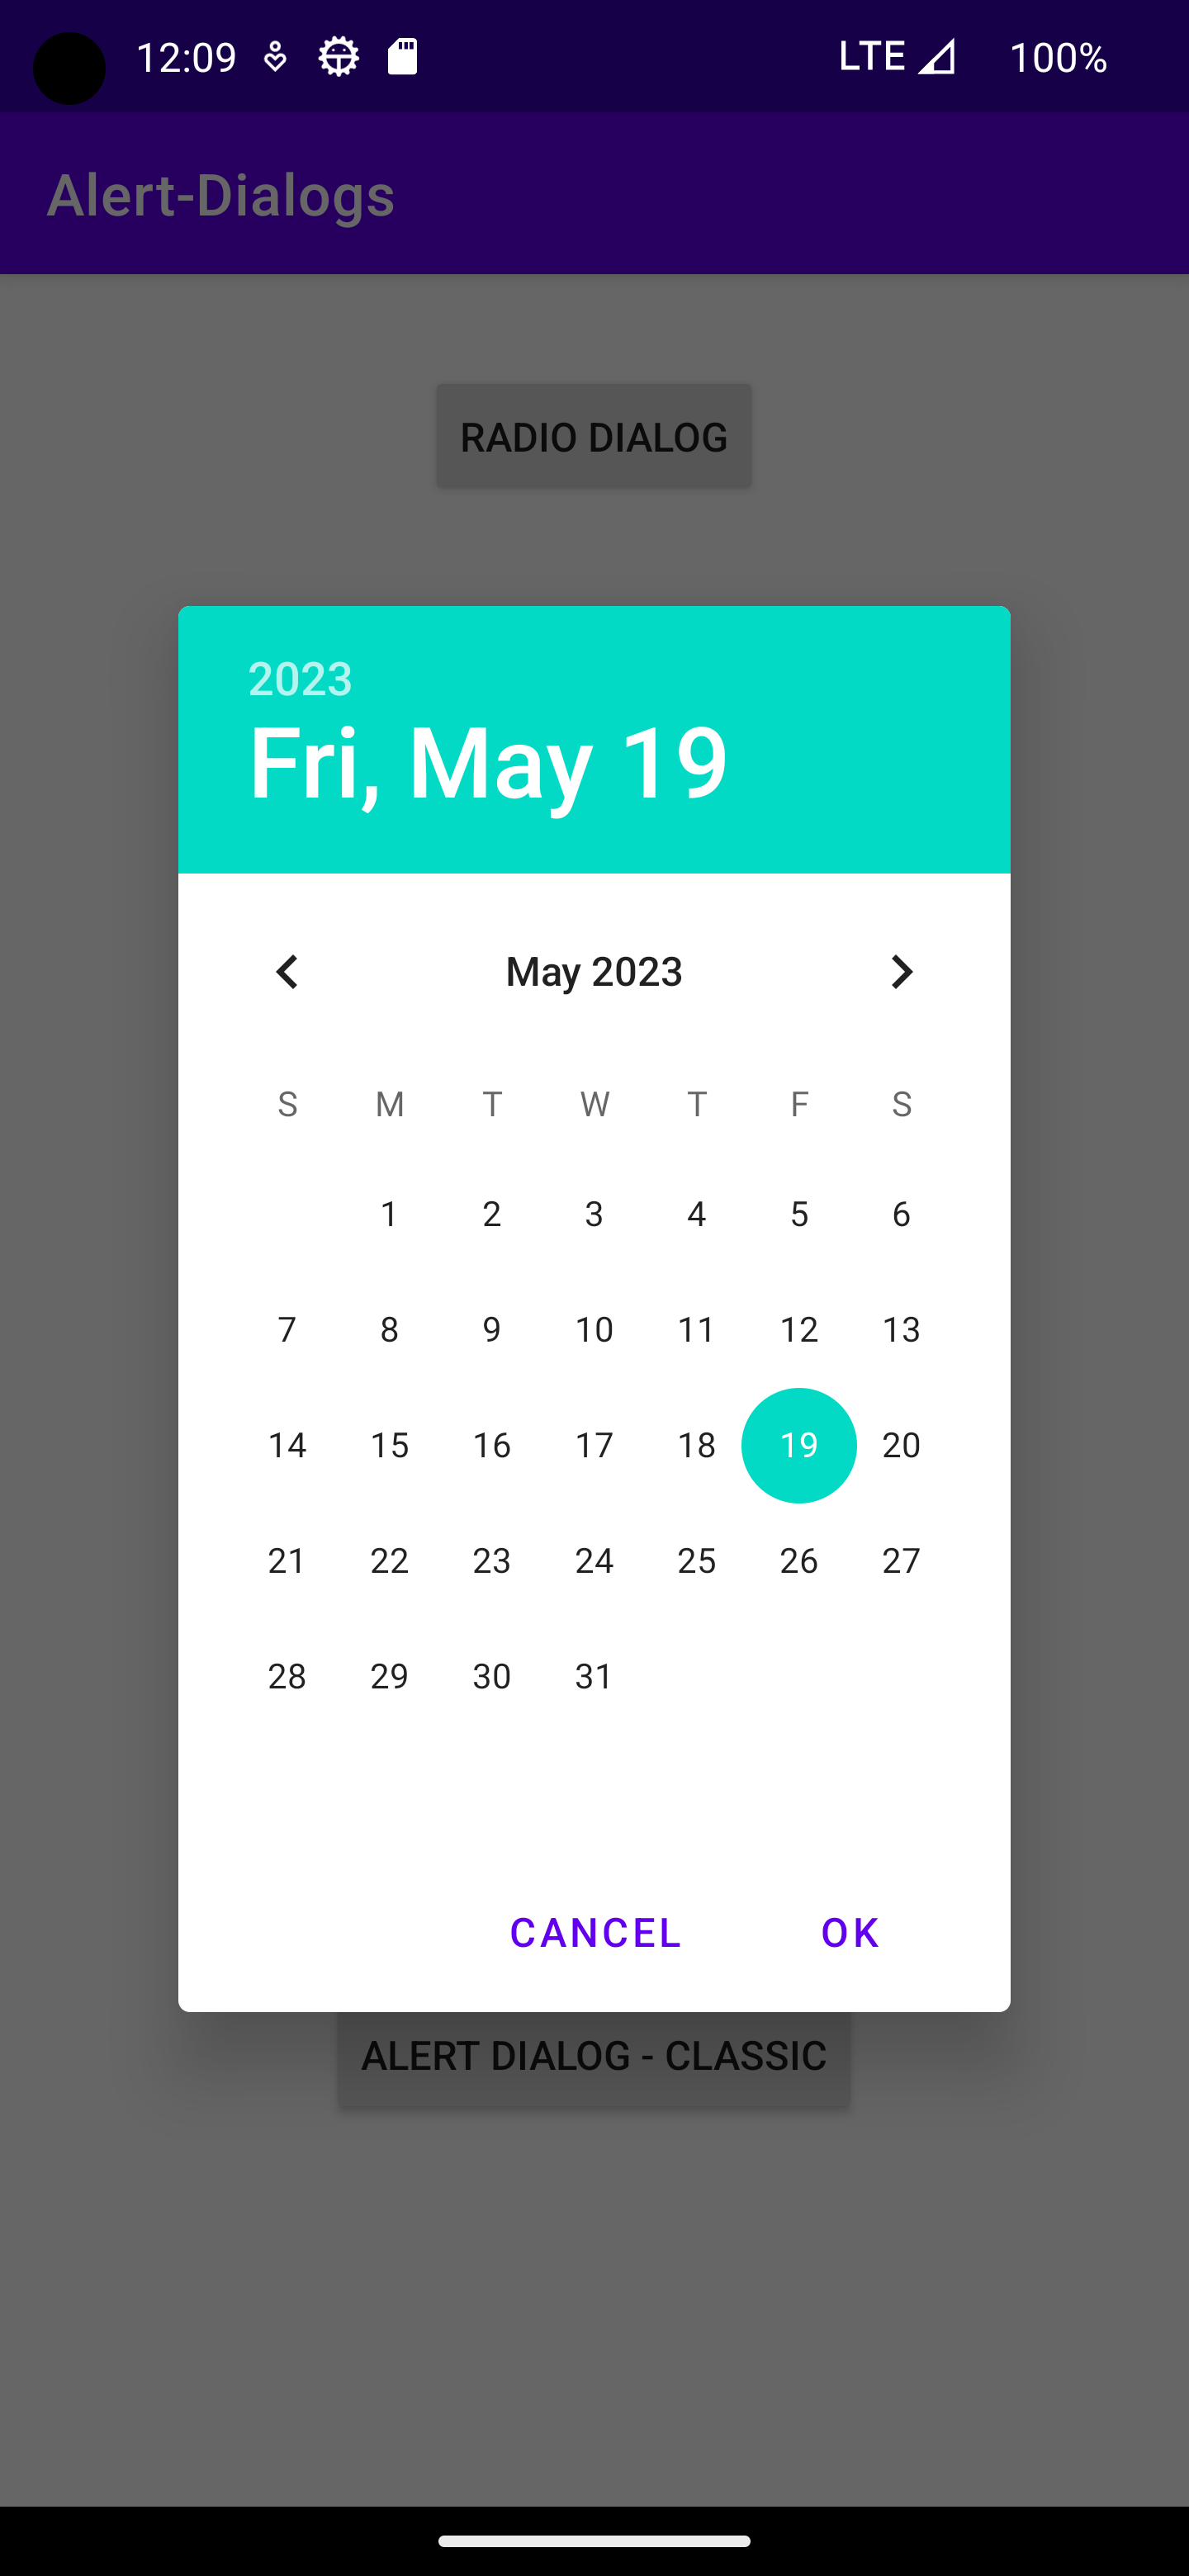 12:09 LTE 100%
Alert-Dialogs
RADIO DIALOG
2023
Fri, May 19
May 2023
S M T W T F S
1 2 3 4 5 6
7 8 9 10 11 12 13
14 15 16 17 18 19 20
21 22 23 24 25 26 27
28 29 30 31
CANCEL OK
ALERT DIALOG - CLASSIC